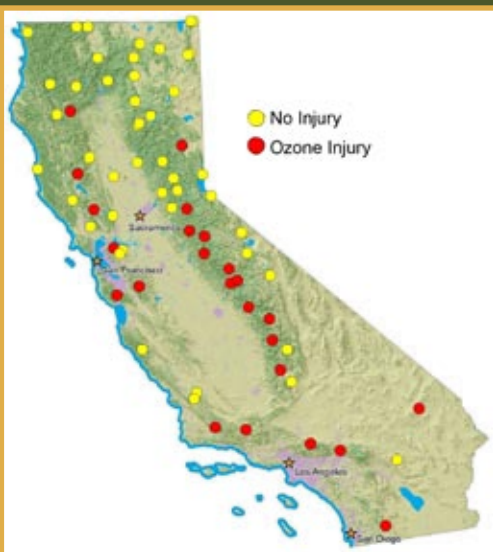 No Injury
Ozone Injury
Sacramento
San Francisco
Los Angeles
San Diego